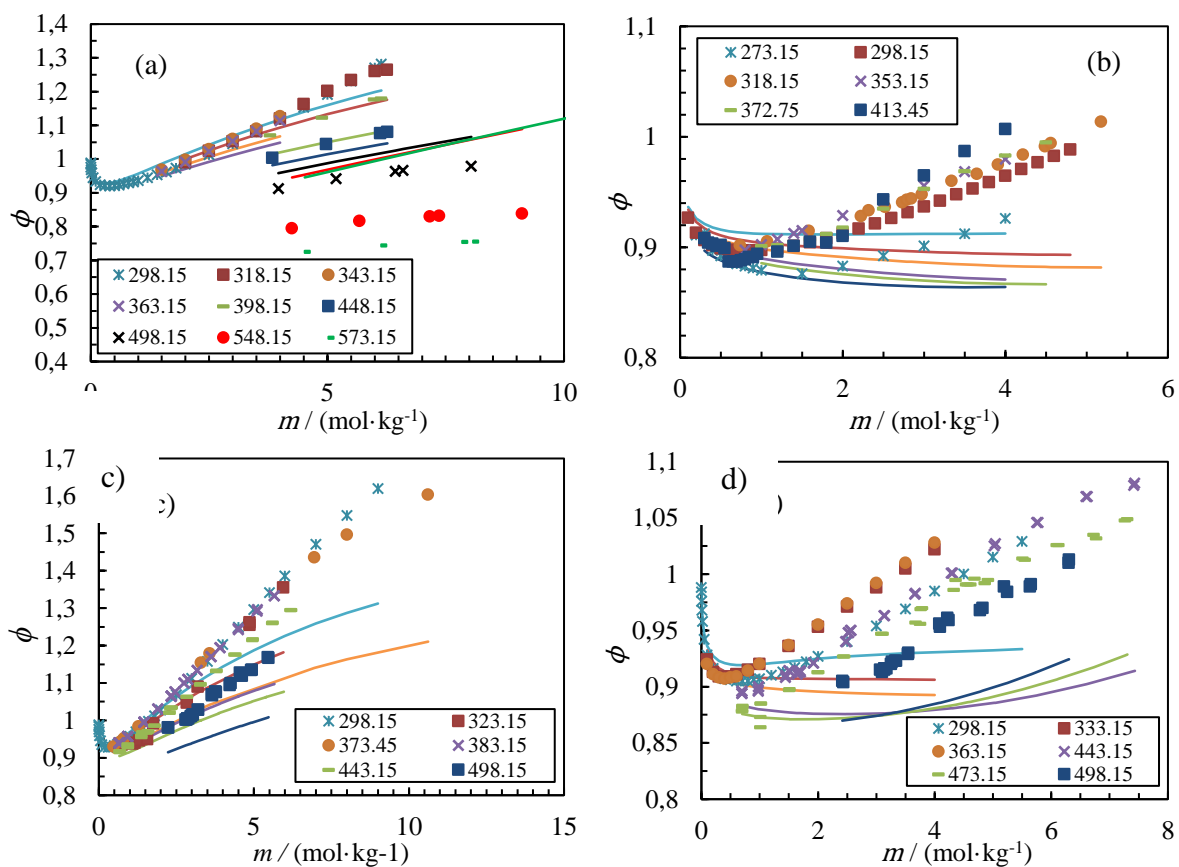 1,4
1,3
1,2
1,1
1
0,9
0,8
0,7
0,6
0,5
0,4
ϕ
(a)
298.15 318.15 343.15
363.15 398.15 448.15
498.15 548.15 573.15
0 5 10
m / (mol·kg-1)
1,1
1
0,9
0,8
ϕ
(b)
273.15 298.15
318.15 353.15
372.75 413.45
0 2 4 6
m / (mol·kg-1)
1,7
1,6
1,5
1,4
1,3
1,2
1,1
1
0,9
0,8
ϕ
c)
c)
298.15 323.15
373.45 383.15
443.15 498.15
0 5 10 15
m / (mol·kg-1)
1,1
1,05
1
0,95
0,9
0,85
0,8
ϕ
d)
298.15 333.15
363.15 443.15
473.15 498.15
0 2 4 6 8
m / (mol·kg-1)